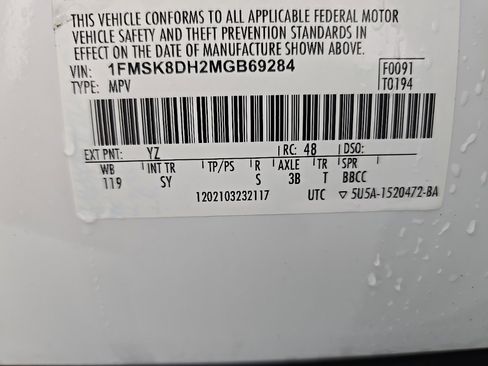 THIS VEHICLE CONFORMS TO ALL APPLICABLE FEDERAL MOTOR
VEHICLE SAFETY AND THEFT PREVENTION STANDARDS IN
EFFECT ON THE DATE OF MANUFACTURE SHOWN ABOVE.
VIN: 1FMSK8DH2MGB69284 F0091
TYPE: MPV T0194
EXT PNT: YZ RC: 48 DSO:
WB INT TR TP/PS R AXLE TR SPR
119 SY S 3B T BBCC
1202103232117 UTC ▽ 5U5A-1520472-BA